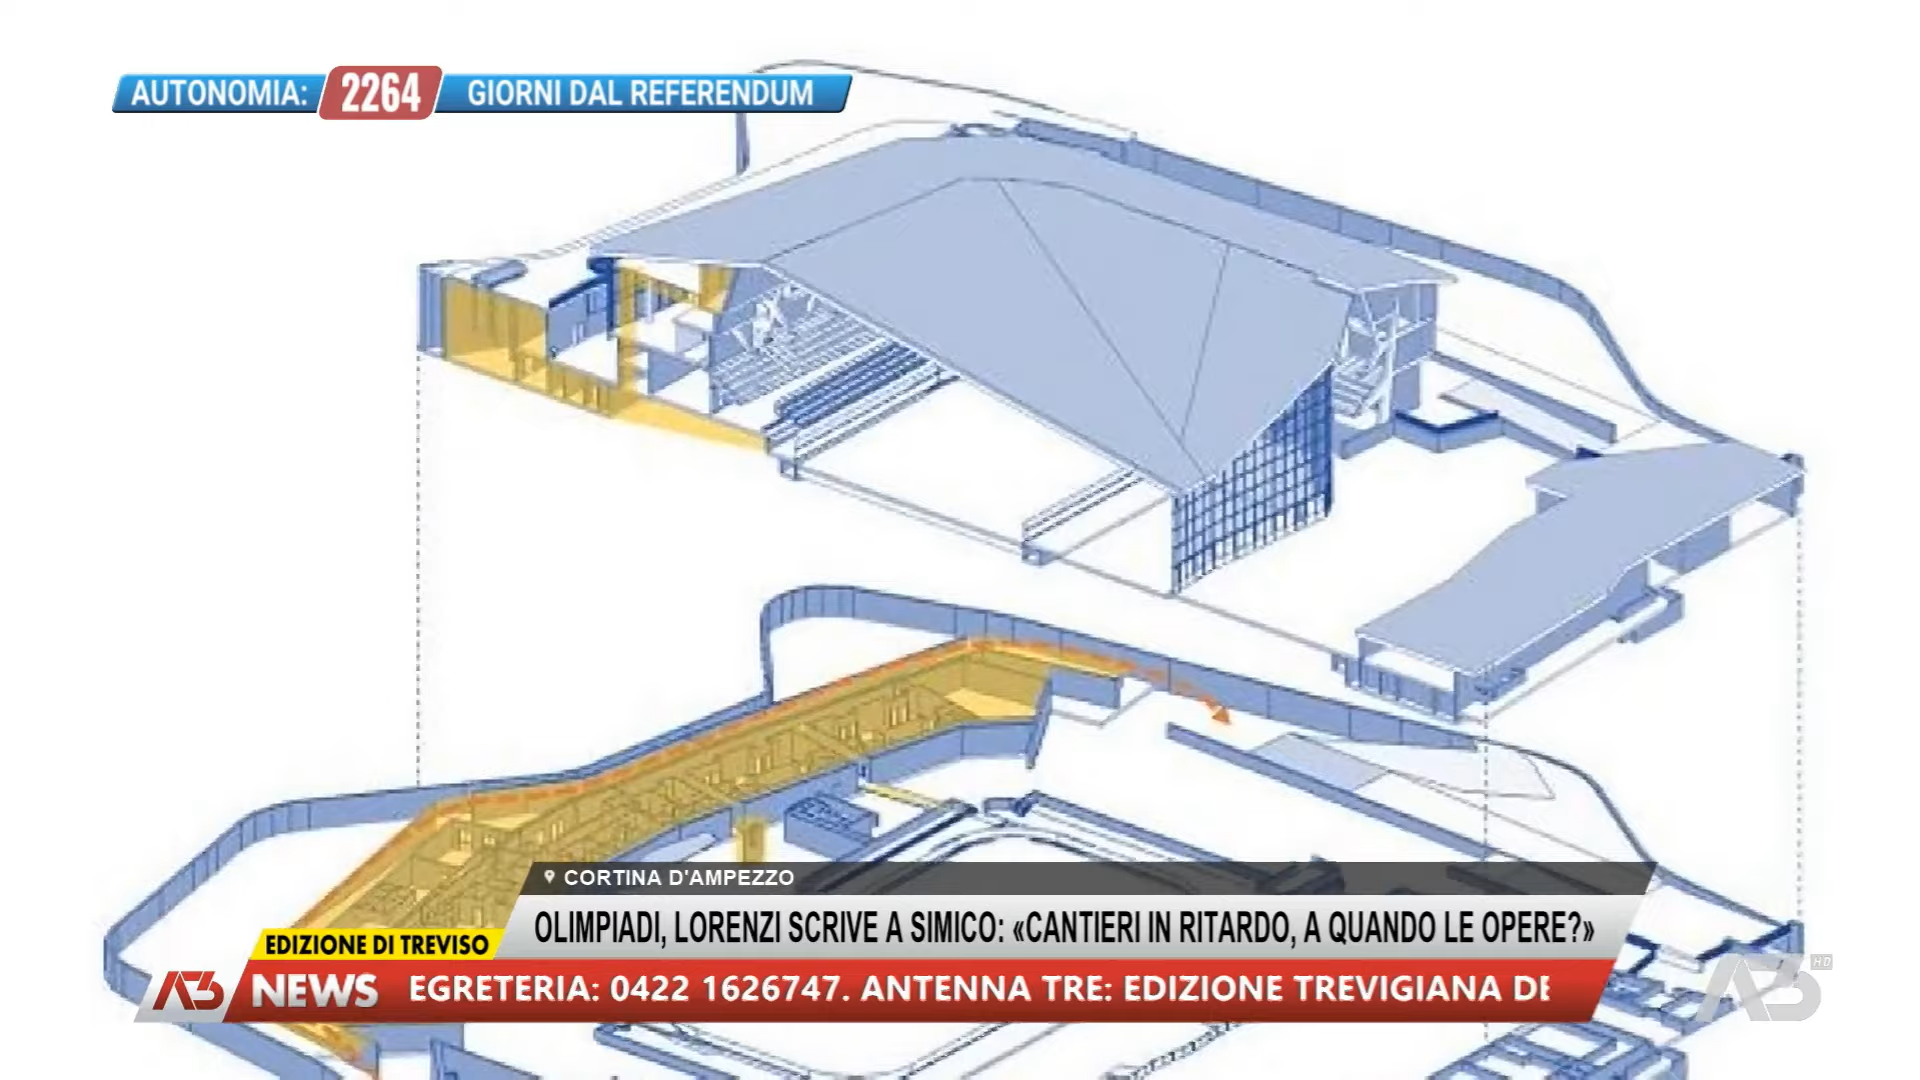 AUTONOMIA: 2264 GIORNI DAL REFERENDUM
CORTINA D'AMPEZZO
OLIMPIADI, LORENZI SCRIVE A SIMICO: «CANTIERI IN RITARDO, A QUANDO LE OPERE?»
EDIZIONE DI TREVISO
A3 NEWS EGRETERIA: 0422 1626747. ANTENNA TRE: EDIZIONE TREVIGIANA DE
A3 HD